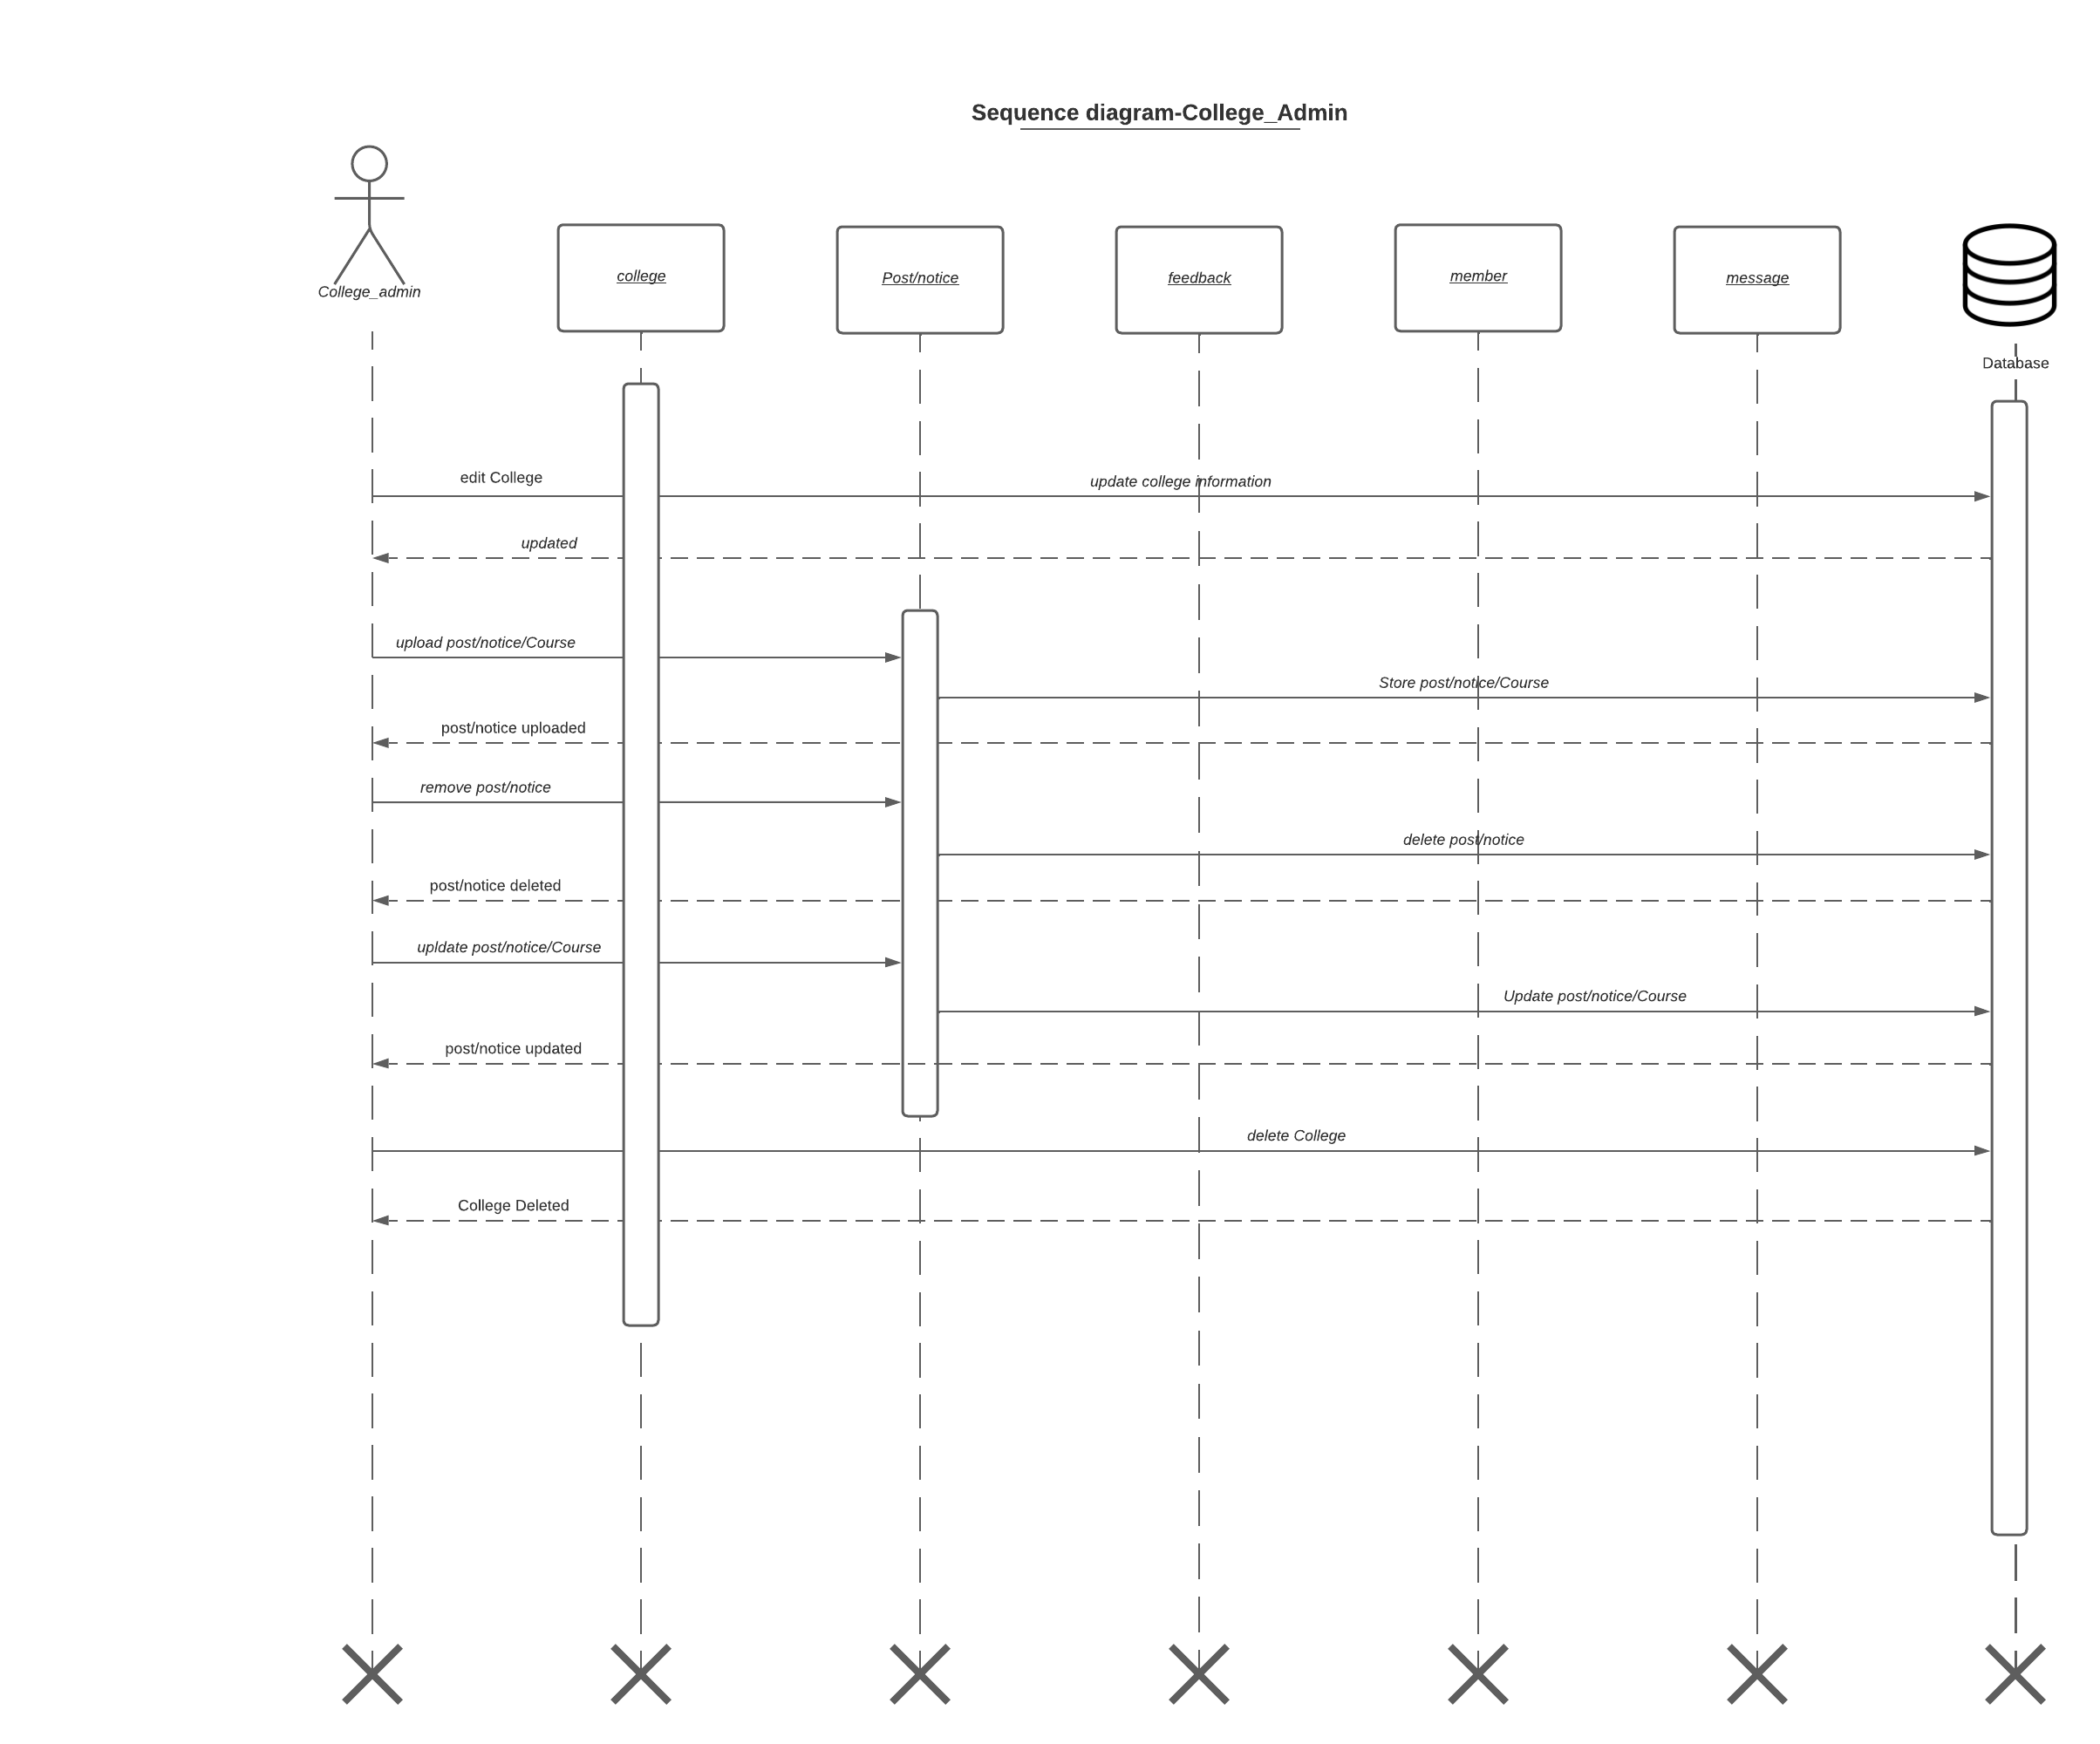 Sequence diagram-College_Admin
College_admin
college
Post/notice
feedback
member
message
Database
edit College
update college information
updated
upload post/notice/Course
Store post/notice/Course
post/notice uploaded
remove post/notice
delete post/notice
post/notice deleted
upldate post/notice/Course
Update post/notice/Course
post/notice updated
delete College
College Deleted